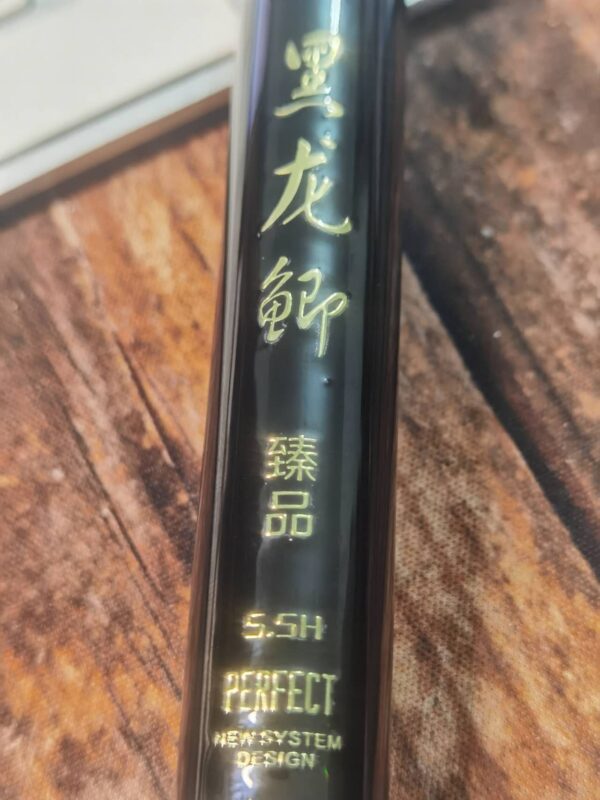 黑龙鲫
臻品
5.5H
PERFECT
NEW SYSTEM
DESIGN